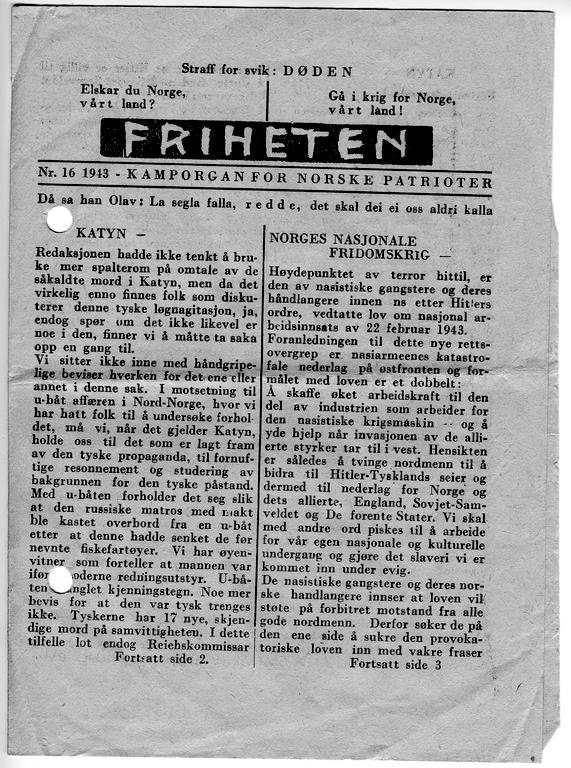 Straff for svik: DØDEN
Elskar du Norge,
vårt land?
Gå i krig for Norge,
vårt land!
FRIHETEN
Nr. 16 1943 - KAMPORGAN FOR NORSKE PATRIOTER
Då sa han Olav: La segla falla, redde, det skal dei ei oss aldri kalla
KATYN —
Redaksjonen hadde ikke tenkt å bru-
ke mer spalterom på omtale av de
såkaldte mord i Katyn, men da det
virkelig enno finnes folk som disku-
terer denne tyske løgnagitasjon, ja,
endog spør um det ikke likevel er
noe i den, finner vi å måtte ta saka
opp en gang til.
Vi sitter ikke inne med håndgripe-
lige beviser hverken for det ene eller
annet i denne sak. I motsetning til
u-båt affæren i Nord-Norge, hvor vi
har hatt folk til å undersøke forhol-
det, må vi, når det gjelder Katyn,
holde oss til det som er lagt fram
av den tyske propaganda, til fornuf-
tige resonnement og studering av
bakgrunnen for den tyske påstand.
Med u-båten forholder det seg slik
at den russiske matros med makt
ble kastet overbord fra en u-båt
etter at denne hadde senket de før
nevnte fiskefartøyer. Vi har øyen-
vitner som forteller at mannen var
iført moderne redningsutstyr. U-bå-
ten manglet kjenningstegn. Noe mer
bevis for at den var tysk trenges
ikke. Tyskerne har 17 nye, skjen-
dige mord på samvittigheten. I dette
tilfelle lot endog Reichskommissar
Fortsatt side 2.
NORGES NASJONALE
FRIDOMSKRIG —
Høydepunktet av terror hittil, er
den av nasistiske gangstere og deres
håndlangere innen ns etter Hitlers
ordre, vedtatte lov om nasjonal ar-
beidsinnsats av 22 februar 1943.
Foranledningen til dette nye retts-
overgrep er nasiarmeenes katastro-
fale nederlag på østfronten og for-
målet med loven er et dobbelt:
Å skaffe øket arbeidskraft til den
del av industrien som arbeider for
den nasistiske krigsmaskin -- og å
yde hjelp når invasjonen av de alli-
erte styrker tar til i vest. Hensikten
er således å tvinge nordmenn til å
bidra til Hitler-Tysklands seier og
dermed til nederlag for Norge og
dets allierte, England, Sovjet-Sam-
veldet og De forente Stater. Vi skal
med andre ord piskes til å arbeide
for vår egen nasjonale og kulturelle
undergang og gjøre det slaveri vi er
kommet inn under evig.
De nasistiske gangstere og deres nor-
ske handlangere innser at loven vil
støte på forbitret motstand fra alle
gode nordmenn. Derfor søker de på
den ene side å sukre den provoka-
toriske loven inn med vakre fraser
Fortsatt side 3